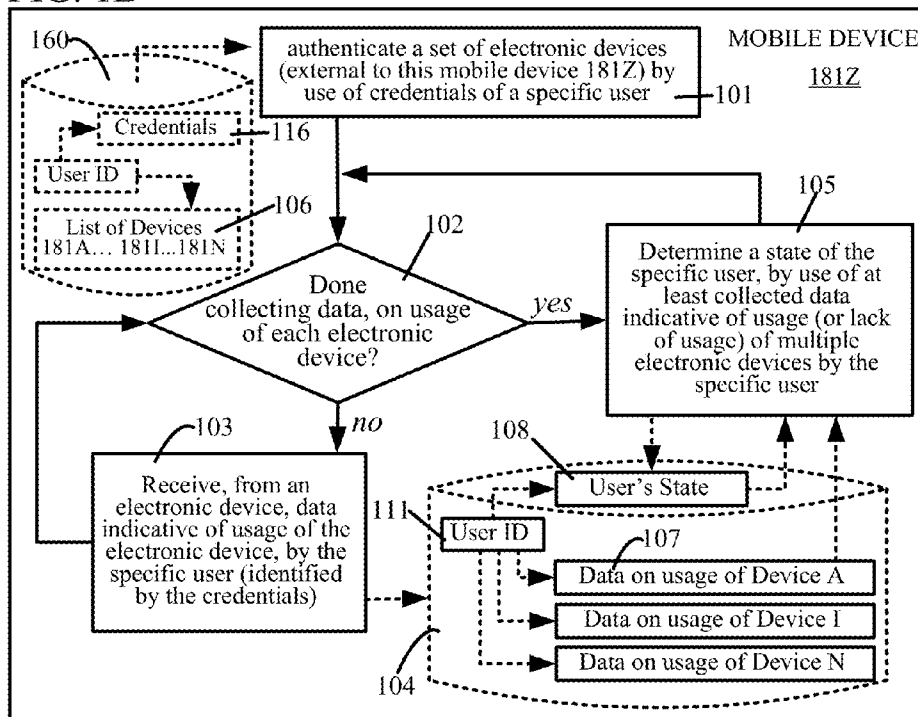 160
authenticate a set of electronic devices
(external to this mobile device 181Z) by
use of credentials of a specific user
101
MOBILE DEVICE
181Z
Credentials
116
User ID
106
List of Devices
181A... 181I...181N
102
Done
collecting data, on usage
of each electronic
device?
yes
no
105
Determine a state of the
specific user, by use of at
least collected data
indicative of usage (or lack
of usage) of multiple
electronic devices by the
specific user
103
Receive, from an
electronic device, data
indicative of usage of the
electronic device, by the
specific user (identified
by the credentials)
108
User's State
111
User ID
107
Data on usage of Device A
Data on usage of Device I
Data on usage of Device N
104